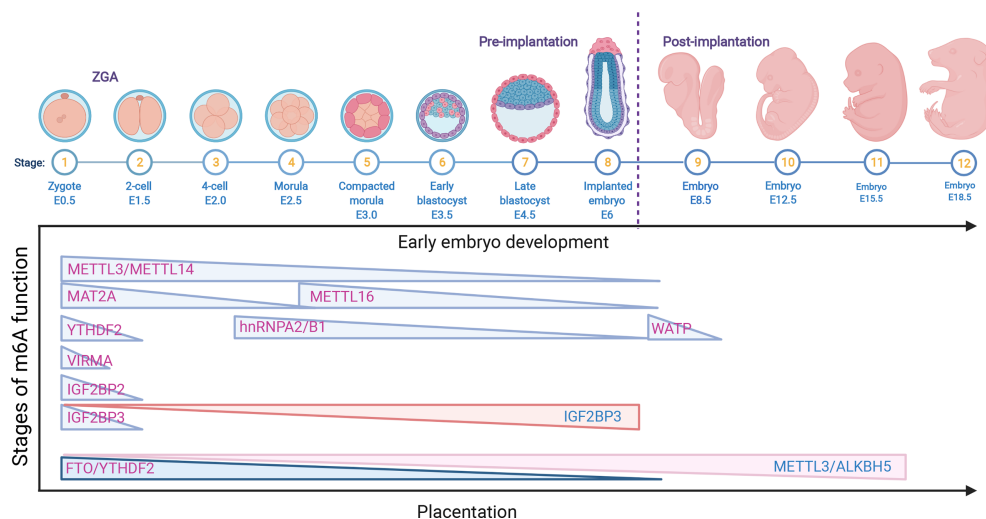 Pre-implantation
Post-implantation
ZGA
Stage:
1
2
3
4
5
6
7
8
9
10
11
12
Zygote
E0.5
2-cell
E1.5
4-cell
E2.0
Morula
E2.5
Compacted
morula
E3.0
Early
blastocyst
E3.5
Late
blastocyst
E4.5
Implanted
embryo
E6
Embryo
E8.5
Embryo
E12.5
Embryo
E15.5
Embryo
E18.5
Early embryo development
Stages of m6A function
METTL3/METTL14
MAT2A
METTL16
YTHDF2
hnRNPA2/B1
WATP
VIRMA
IGF2BP2
IGF2BP3
IGF2BP3
FTO/YTHDF2
METTL3/ALKBH5
Placentation